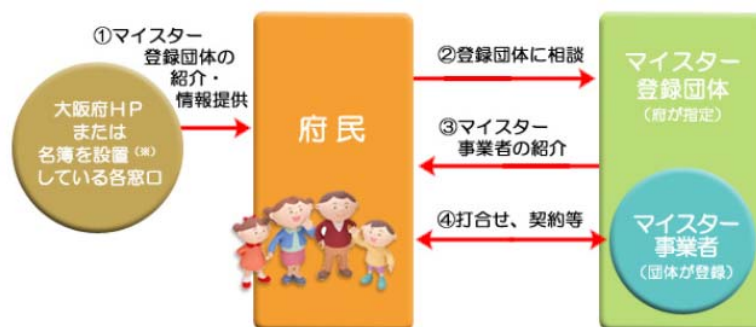 ①マイスター
登録団体の
紹介・
情報提供
大阪府HP
または
名簿を設置(※)
している各窓口
府民
②登録団体に相談
③マイスター
事業者の紹介
④打合せ、契約等
マイスター
登録団体
(府が指定)
マイスター
事業者
(団体が登録)